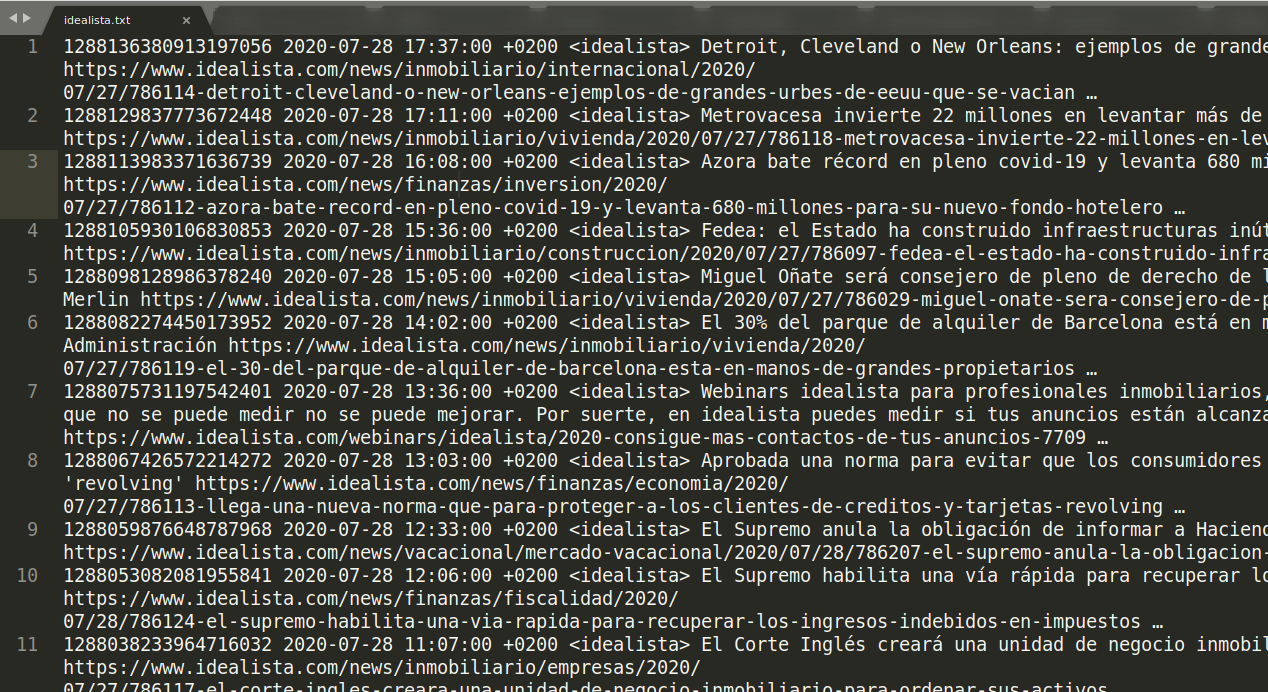 idealista.txt ×
1 1288136380913197056 2020-07-28 17:37:00 +0200 <idealista> Detroit, Cleveland o New Orleans: ejemplos de grande
https://www.idealista.com/news/inmobiliario/internacional/2020/
07/27/786114-detroit-cleveland-o-new-orleans-ejemplos-de-grandes-urbes-de-eeuu-que-se-vacian …
2 1288129837773672448 2020-07-28 17:11:00 +0200 <idealista> Metrovacesa invierte 22 millones en levantar más de
https://www.idealista.com/news/inmobiliario/vivienda/2020/07/27/786118-metrovacesa-invierte-22-millones-en-lev
3 1288113983371636739 2020-07-28 16:08:00 +0200 <idealista> Azora bate récord en pleno covid-19 y levanta 680 mi
https://www.idealista.com/news/finanzas/inversion/2020/
07/27/786112-azora-bate-record-en-pleno-covid-19-y-levanta-680-millones-para-su-nuevo-fondo-hotelero …
4 1288105930106830853 2020-07-28 15:36:00 +0200 <idealista> Fedea: el Estado ha construido infraestructuras inút
https://www.idealista.com/news/inmobiliario/construccion/2020/07/27/786097-fedea-el-estado-ha-construido-infra
5 1288098128986378240 2020-07-28 15:05:00 +0200 <idealista> Miguel Oñate será consejero de pleno de derecho de l
Merlin https://www.idealista.com/news/inmobiliario/vivienda/2020/07/27/786029-miguel-onate-sera-consejero-de-p
6 1288082274450173952 2020-07-28 14:02:00 +0200 <idealista> El 30% del parque de alquiler de Barcelona está en m
Administración https://www.idealista.com/news/inmobiliario/vivienda/2020/
07/27/786119-el-30-del-parque-de-alquiler-de-barcelona-esta-en-manos-de-grandes-propietarios …
7 1288075731197542401 2020-07-28 13:36:00 +0200 <idealista> Webinars idealista para profesionales inmobiliarios,
que no se puede medir no se puede mejorar. Por suerte, en idealista puedes medir si tus anuncios están alcanza
https://www.idealista.com/webinars/idealista/2020-consigue-mas-contactos-de-tus-anuncios-7709 …
8 1288067426572214272 2020-07-28 13:03:00 +0200 <idealista> Aprobada una norma para evitar que los consumidores
'revolving' https://www.idealista.com/news/finanzas/economia/2020/
07/27/786113-llega-una-nueva-norma-que-para-proteger-a-los-clientes-de-creditos-y-tarjetas-revolving …
9 1288059876648787968 2020-07-28 12:33:00 +0200 <idealista> El Supremo anula la obligación de informar a Haciend
https://www.idealista.com/news/vacacional/mercado-vacacional/2020/07/28/786207-el-supremo-anula-la-obligacion-
10 1288053082081955841 2020-07-28 12:06:00 +0200 <idealista> El Supremo habilita una vía rápida para recuperar lo
https://www.idealista.com/news/finanzas/fiscalidad/2020/
07/28/786124-el-supremo-habilita-una-via-rapida-para-recuperar-los-ingresos-indebidos-en-impuestos …
11 1288038233964716032 2020-07-28 11:07:00 +0200 <idealista> El Corte Inglés creará una unidad de negocio inmobil
https://www.idealista.com/news/inmobiliario/empresas/2020/
07/27/786117-el-corte-ingles-creara-una-unidad-de-negocio-inmobiliario-para-ordenar-sus-activos